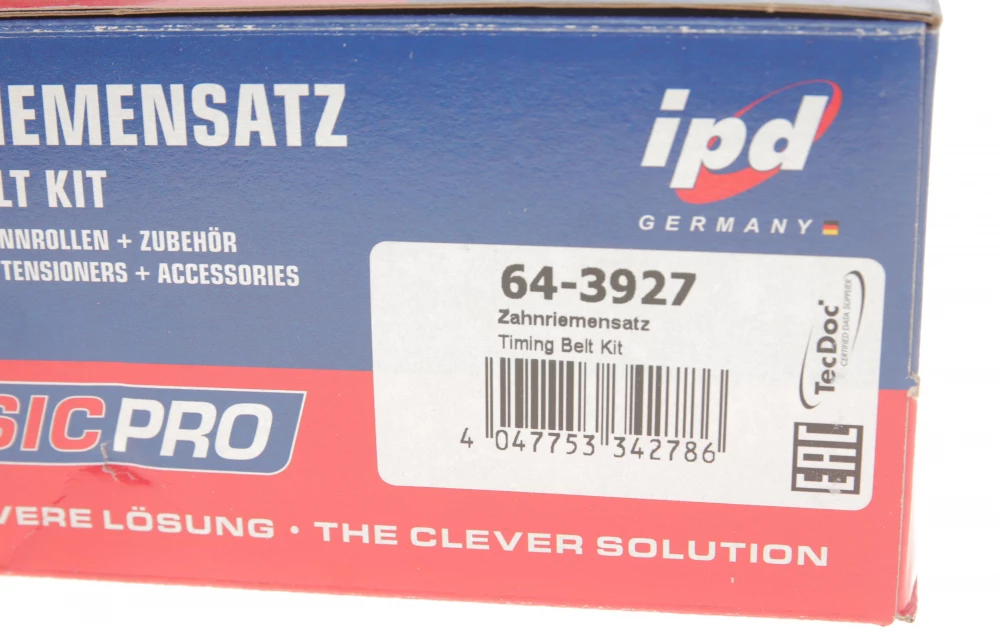 IEMENSATZ
LT KIT
NNROLLEN + ZUBEHÖR
TENSIONERS + ACCESSORIES
ipd
GERMANY
64-3927
Zahnriemensatz
Timing Belt Kit
4 047753 342786
TecDoc
CERTIFIED DATA SUPPLIER
EAC
SIC PRO
VERE LÖSUNG · THE CLEVER SOLUTION